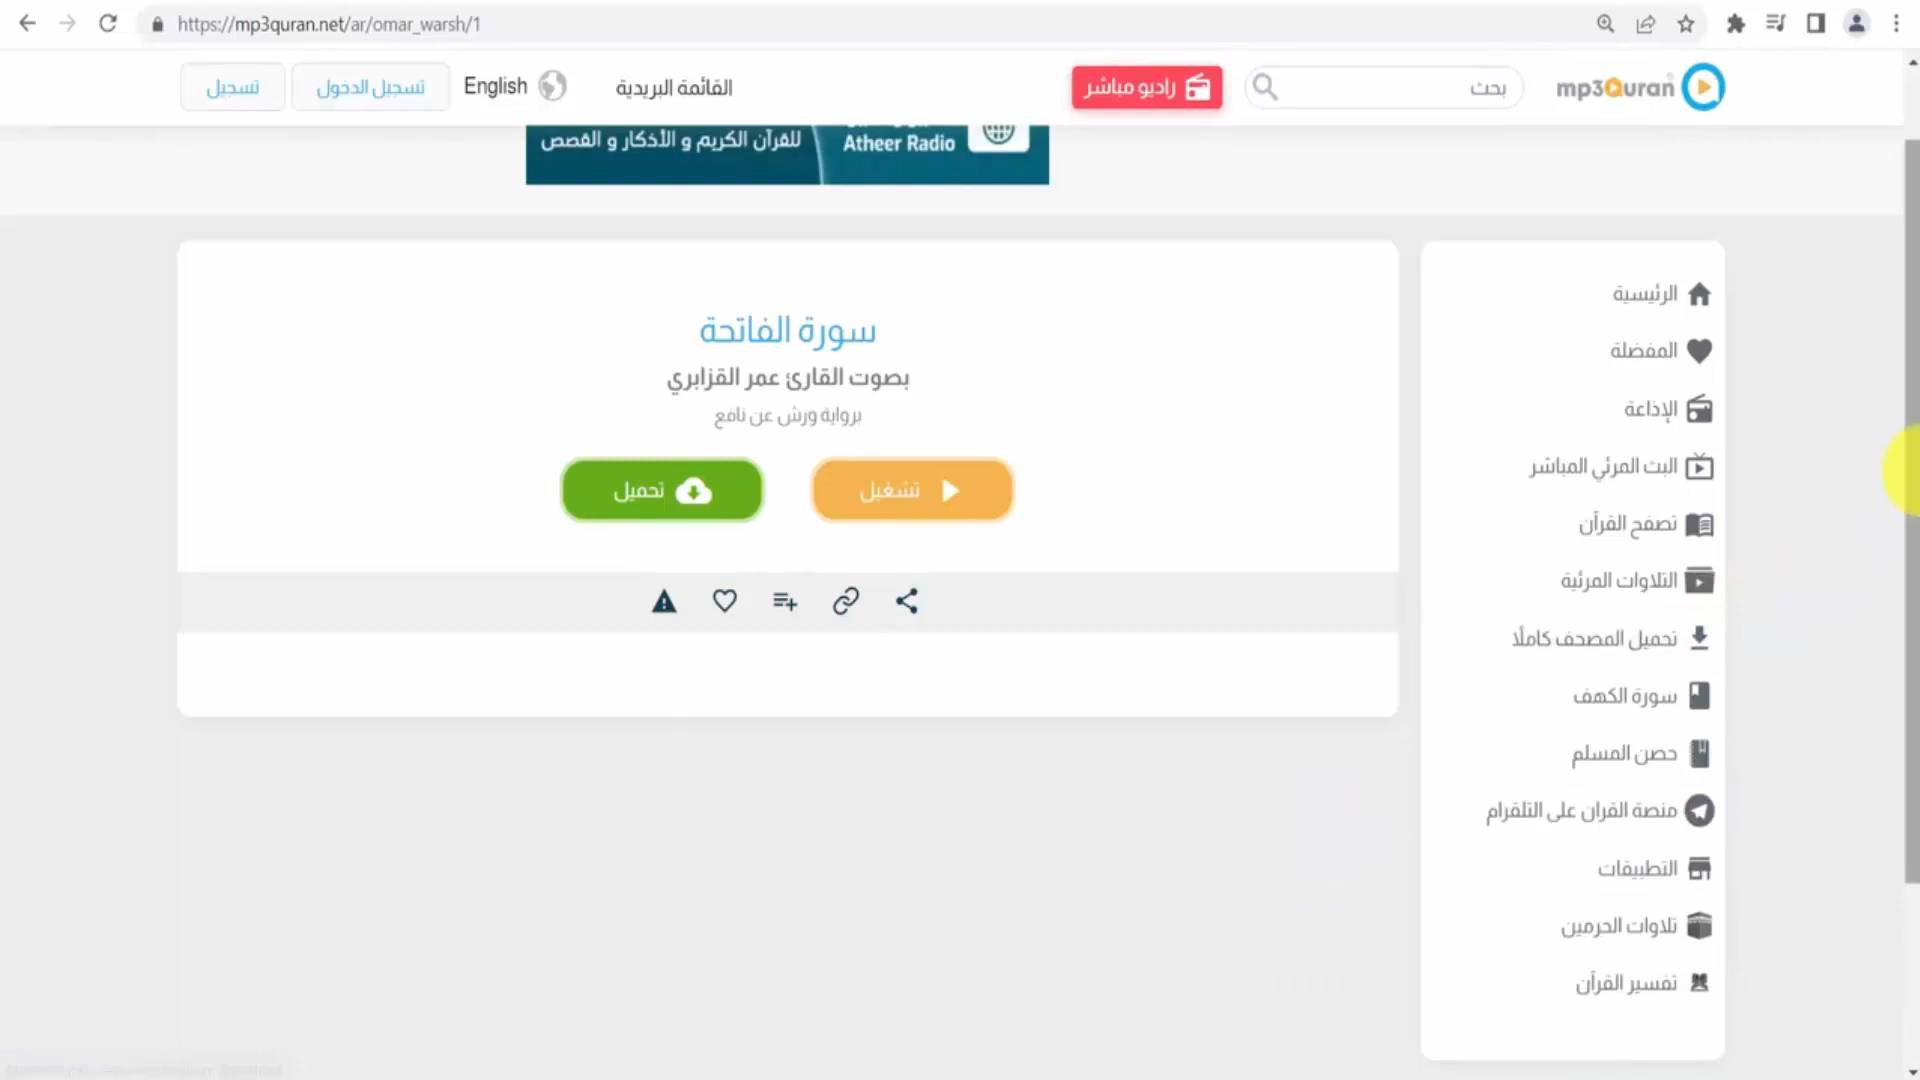 https://mp3quran.net/ar/omar_warsh/1
mp3Quran
بحث
راديو مباشر
القائمة البريدية
English
تسجيل الدخول
تسجيل
Atheer Radio
للقرآن الكريم و الأذكار و القصص
سورة الفاتحة
بصوت القارئ عمر القزابري
برواية ورش عن نافع
تشغيل
تحميل
الرئيسية
المفضلة
الإذاعة
البث المرئي المباشر
تصفح القرآن
التلاوات المرئية
تحميل المصحف كاملًا
سورة الكهف
حصن المسلم
منصة القران على التلقرام
التطبيقات
تلاوات الحرمين
تفسير القرآن